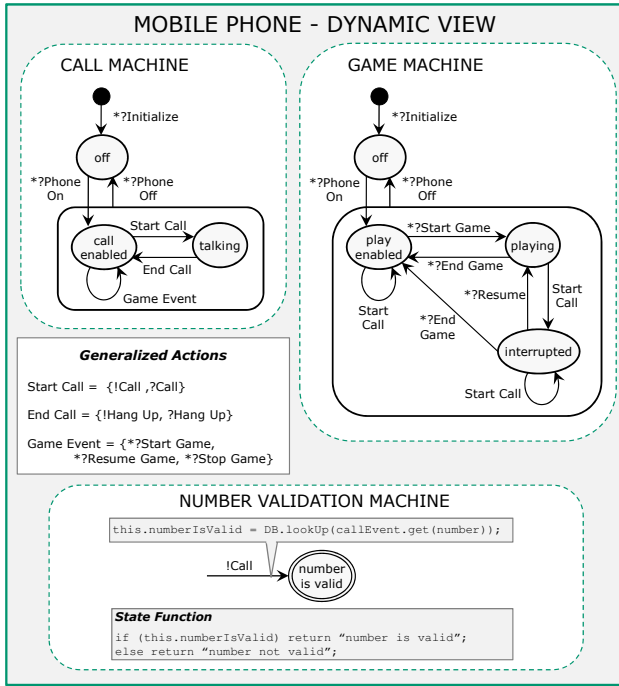 MOBILE PHONE - DYNAMIC VIEW
CALL MACHINE
*?Initialize
off
*?Phone
On
*?Phone
Off
call
enabled
Start Call
talking
End Call
Game Event
GAME MACHINE
*?Initialize
off
*?Phone
On
*?Phone
Off
play
enabled
*?Start Game
playing
*?End Game
Start
Call
*?Resume
Start
Call
*?End
Game
interrupted
Start Call
Generalized Actions
Start Call = {!Call ,?Call}
End Call = {!Hang Up, ?Hang Up}
Game Event = {*?Start Game,
*?Resume Game, *?Stop Game}
NUMBER VALIDATION MACHINE
this.numberIsValid = DB.lookUp(callEvent.get(number));
!Call
number
is valid
State Function
if (this.numberIsValid) return “number is valid”;
else return “number not valid”;